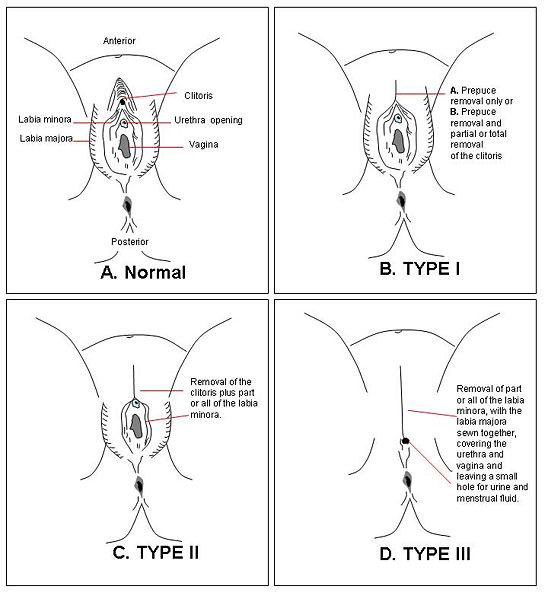 Anterior
Clitoris
Labia minora
Urethra opening
Labia majora
Vagina
Posterior
A. Normal
A. Prepuce
removal only or
B. Prepuce
removal and
partial or total
removal
of the clitoris
B. TYPE I
Removal of the
clitoris plus part
or all of the labia
minora.
C. TYPE II
Removal of part
or all of the labia
minora, with the
labia majora
sewn together,
covering the
urethra and
vagina and
leaving a small
hole for urine and
menstrual fluid.
D. TYPE III